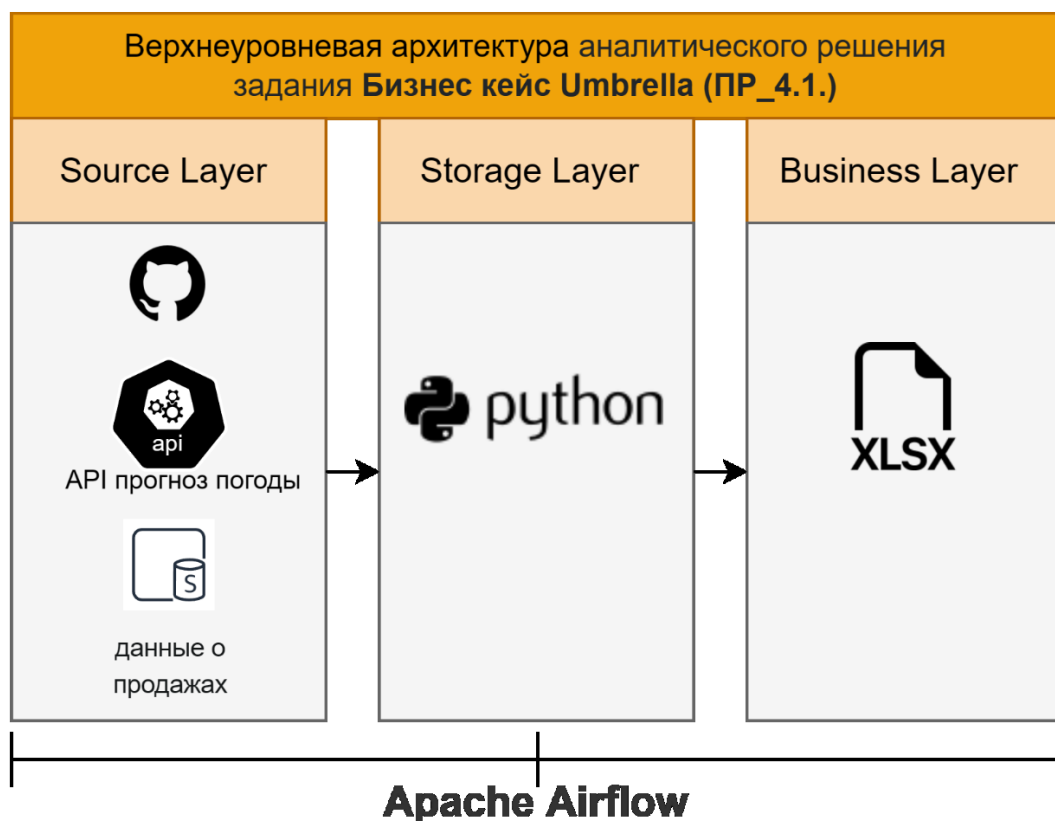 Верхнеуровневая архитектура аналитического решения
задания Бизнес кейс Umbrella (ПР_4.1.)
Source Layer
Storage Layer
Business Layer
api
API прогноз погоды
S
данные о
продажах
python
XLSX
Apache Airflow